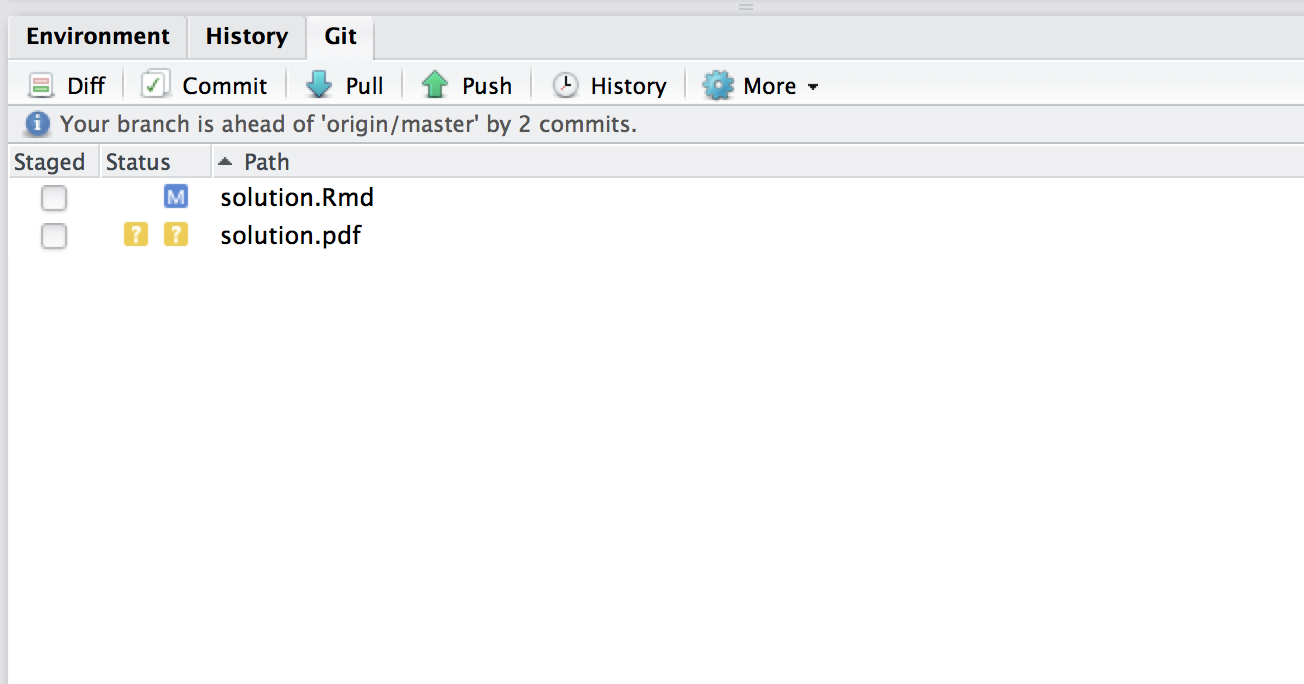 Environment History Git
Diff Commit Pull Push History More
Your branch is ahead of 'origin/master' by 2 commits.
Staged Status Path
M solution.Rmd
? ? solution.pdf